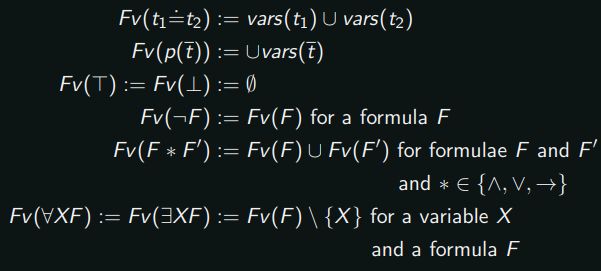 Fv(t₁≐t₂) := vars(t₁) ∪ vars(t₂)
Fv(p(t̅)) := ∪vars(t̅)
Fv(⊤) := Fv(⊥) := ∅
Fv(¬F) := Fv(F) for a formula F
Fv(F ∗ F′) := Fv(F) ∪ Fv(F′) for formulae F and F′
and ∗ ∈ {∧, ∨, →}
Fv(∀XF) := Fv(∃XF) := Fv(F) \ {X} for a variable X
and a formula F